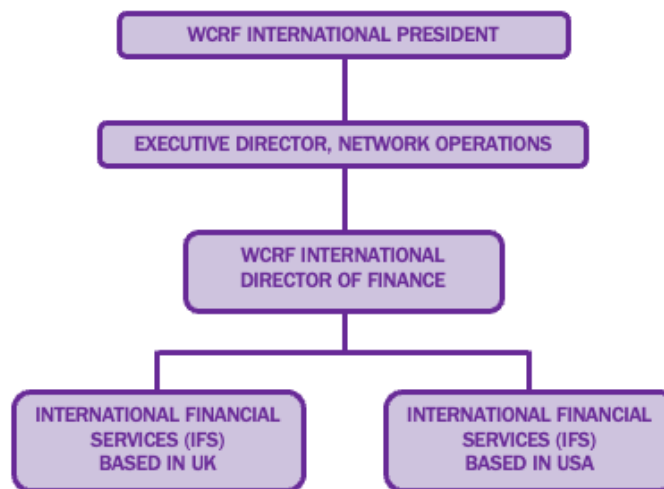 WCRF INTERNATIONAL PRESIDENT
EXECUTIVE DIRECTOR, NETWORK OPERATIONS
WCRF INTERNATIONAL
DIRECTOR OF FINANCE
INTERNATIONAL FINANCIAL
SERVICES (IFS)
BASED IN UK
INTERNATIONAL FINANCIAL
SERVICES (IFS)
BASED IN USA